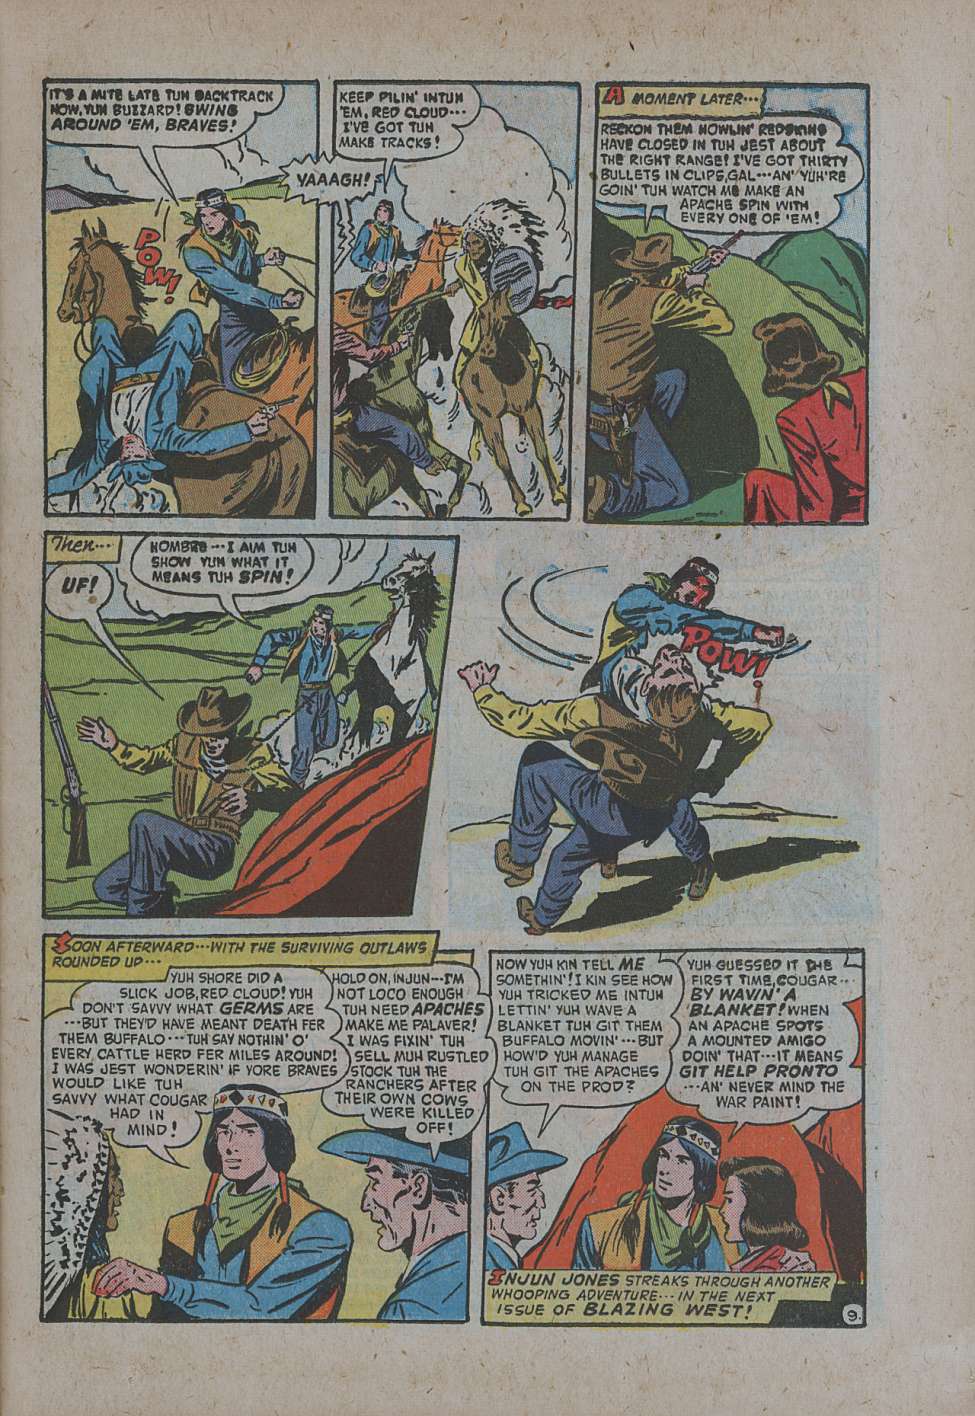 IT'S A MITE LATE TUH BACKTRACK
NOW, YUH BUZZARD! SWING
AROUND 'EM, BRAVES!
POW!
KEEP PILIN' INTUH
'EM, RED CLOUD---
I'VE GOT TUH
MAKE TRACKS!
YAAAGH!
A MOMENT LATER---
RECKON THEM HOWLIN' REDSKINS
HAVE CLOSED IN TUH JEST ABOUT
THE RIGHT RANGE! I'VE GOT THIRTY
BULLETS IN CLIPS, GAL---AN' YUH'RE
GOIN' TUH WATCH ME MAKE AN
APACHE SPIN WITH
EVERY ONE OF 'EM!
Then---
UF!
HOMBRE---I AIM TUH
SHOW YUH WHAT IT
MEANS TUH SPIN!
POW!
SOON AFTERWARD---WITH THE SURVIVING OUTLAWS
ROUNDED UP---
YUH SHORE DID A
SLICK JOB, RED CLOUD! YUH
DON'T SAVVY WHAT GERMS ARE
---BUT THEY'D HAVE MEANT DEATH FER
THEM BUFFALO---TUH SAY NOTHIN' O'
EVERY CATTLE HERD FER MILES AROUND!
I WAS JEST WONDERIN' IF YORE BRAVES
WOULD LIKE TUH
SAVVY WHAT COUGAR
HAD IN
MIND!
HOLD ON, INJUN---I'M
NOT LOCO ENOUGH
TUH NEED APACHES
MAKE ME PALAVER!
I WAS FIXIN' TUH
SELL MUH RUSTLED
STOCK TUH THE
RANCHERS AFTER
THEIR OWN COWS
WERE KILLED
OFF!
NOW YUH KIN TELL ME
SOMETHIN'! I KIN SEE HOW
YUH TRICKED ME INTUH
LETTIN' YUH WAVE A
BLANKET TUH GIT THEM
BUFFALO MOVIN'---BUT
HOW'D YUH MANAGE
TUH GIT THE APACHES
ON THE PROD?
YUH GUESSED IT THE
FIRST TIME, COUGAR---
BY WAVIN' A
BLANKET! WHEN
AN APACHE SPOTS
A MOUNTED AMIGO
DOIN' THAT---IT MEANS
GIT HELP PRONTO
---AN' NEVER MIND THE
WAR PAINT!
INJUN JONES STREAKS THROUGH ANOTHER
WHOOPING ADVENTURE---IN THE NEXT
ISSUE OF BLAZING WEST!
9.